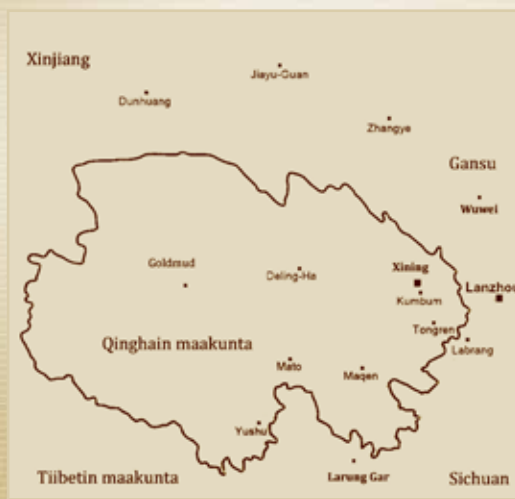 Xinjiang
Jiayu-Guan
Dunhuang
Zhangye
Gansu
Wuwei
Goldmud
Deling-Ha
Xining
Kumbum
Lanzhou
Tongren
Labrang
Qinghain maakunta
Mato
Maqen
Yushu
Tiibetin maakunta
Larung Gar
Sichuan